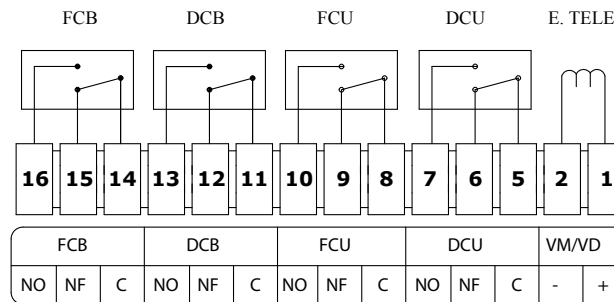 FCB DCB FCU DCU E. TELE
16 15 14 13 12 11 10 9 8 7 6 5 2 1
FCB DCB FCU DCU VM/VD
NO NF C NO NF C NO NF C NO NF C - +